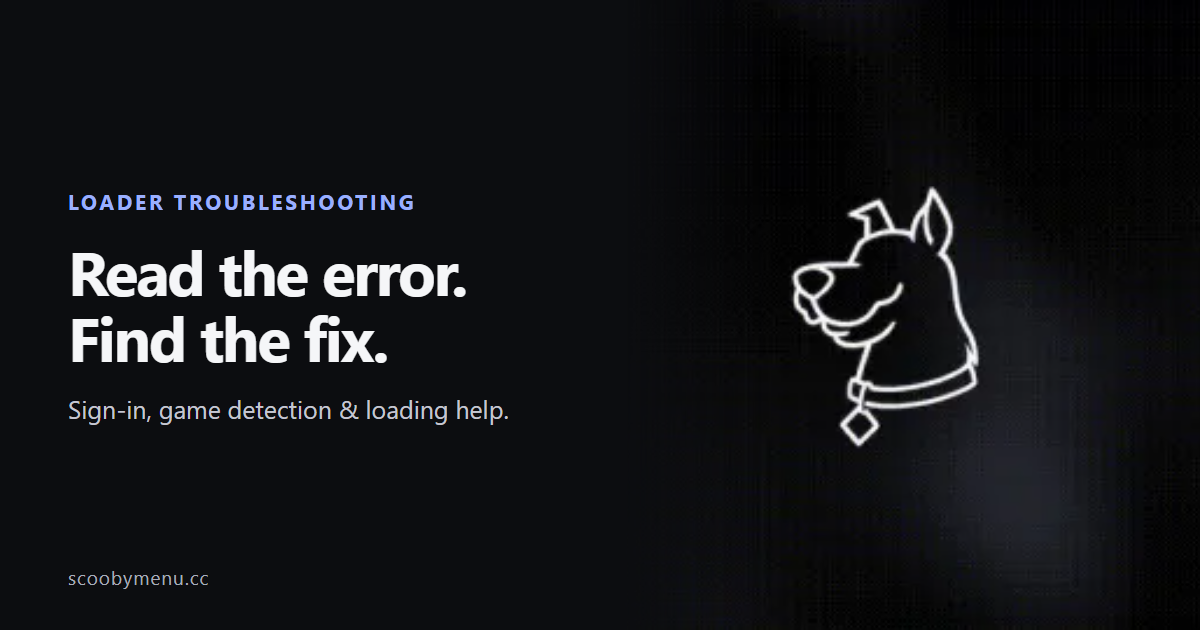 LOADER TROUBLESHOOTING
Read the error.
Find the fix.
Sign-in, game detection & loading help.
scoobymenu.cc